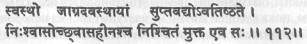 स्वस्थो जाग्रदवस्थायां सुप्तवद्योऽवतिष्ठते ।
निःश्वासोच्छ्वासहीनश्च निश्चितं मुक्त एव सः ।। ११२।।